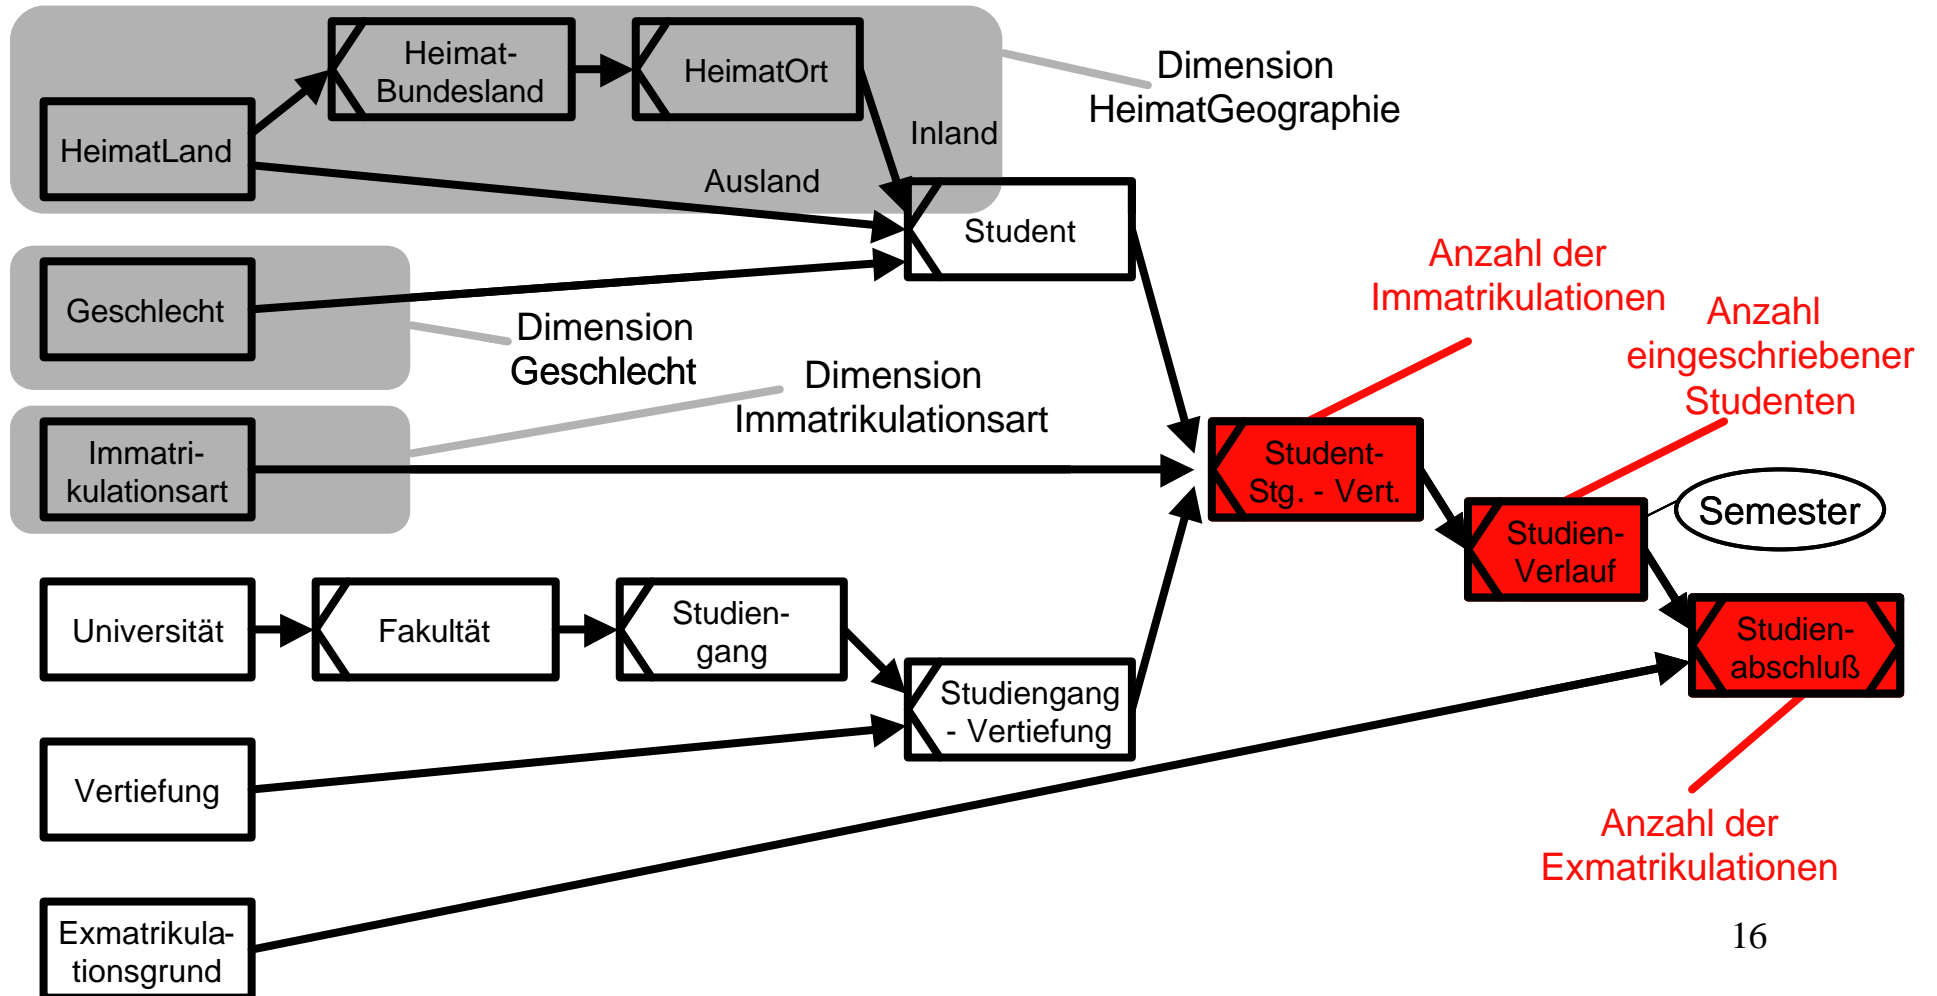 Heimat-
Bundesland
HeimatOrt
Dimension
HeimatGeographie
HeimatLand
Inland
Ausland
Student
Geschlecht
Dimension
Geschlecht
Anzahl der
Immatrikulationen
Anzahl
eingeschriebener
Studenten
Dimension
Immatrikulationsart
Immatri-
kulationsart
Student-
Stg. - Vert.
Semester
Studien-
Verlauf
Universität
Fakultät
Studien-
gang
Studien-
abschluß
Studiengang
- Vertiefung
Vertiefung
Anzahl der
Exmatrikulationen
Exmatrikula-
tionsgrund
16